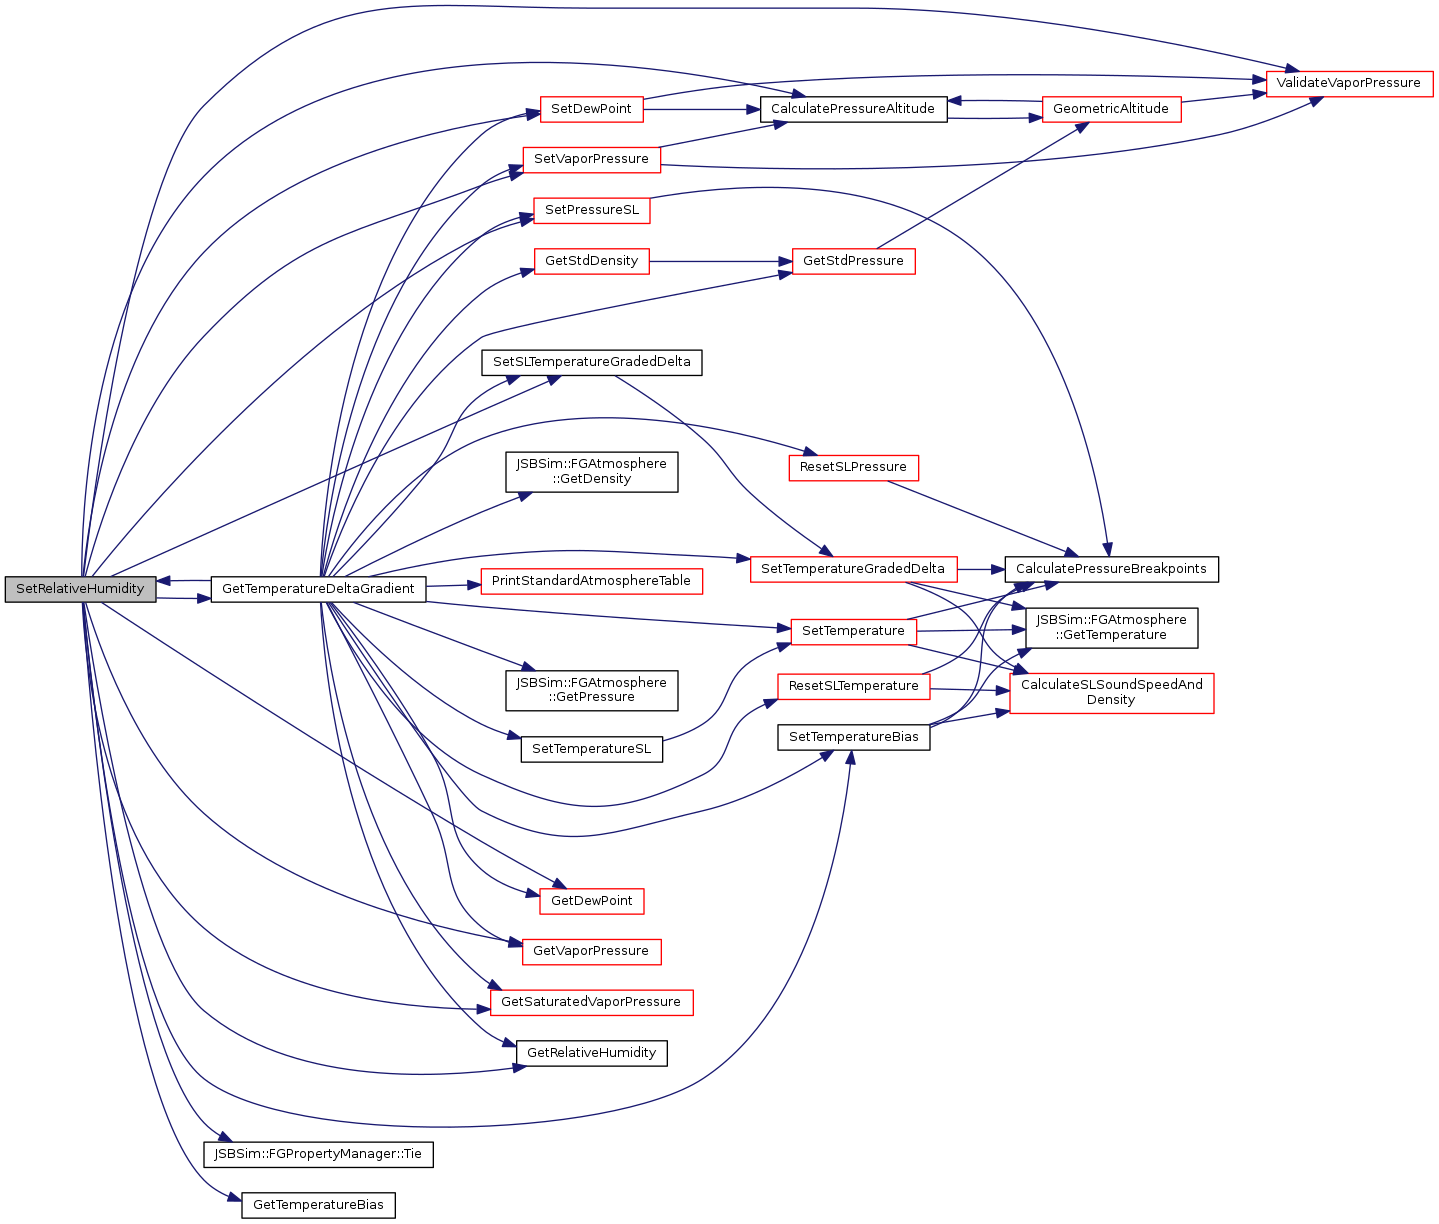 ValidateVaporPressure
SetDewPoint
CalculatePressureAltitude
GeometricAltitude
SetVaporPressure
SetPressureSL
GetStdDensity
GetStdPressure
SetSLTemperatureGradedDelta
JSBSim::FGAtmosphere
::GetDensity
ResetSLPressure
SetTemperatureGradedDelta
CalculatePressureBreakpoints
PrintStandardAtmosphereTable
SetRelativeHumidity
GetTemperatureDeltaGradient
SetTemperature
JSBSim::FGAtmosphere
::GetTemperature
JSBSim::FGAtmosphere
::GetPressure
ResetSLTemperature
CalculateSLSoundSpeedAnd
Density
SetTemperatureSL
SetTemperatureBias
GetDewPoint
GetVaporPressure
GetSaturatedVaporPressure
GetRelativeHumidity
JSBSim::FGPropertyManager::Tie
GetTemperatureBias